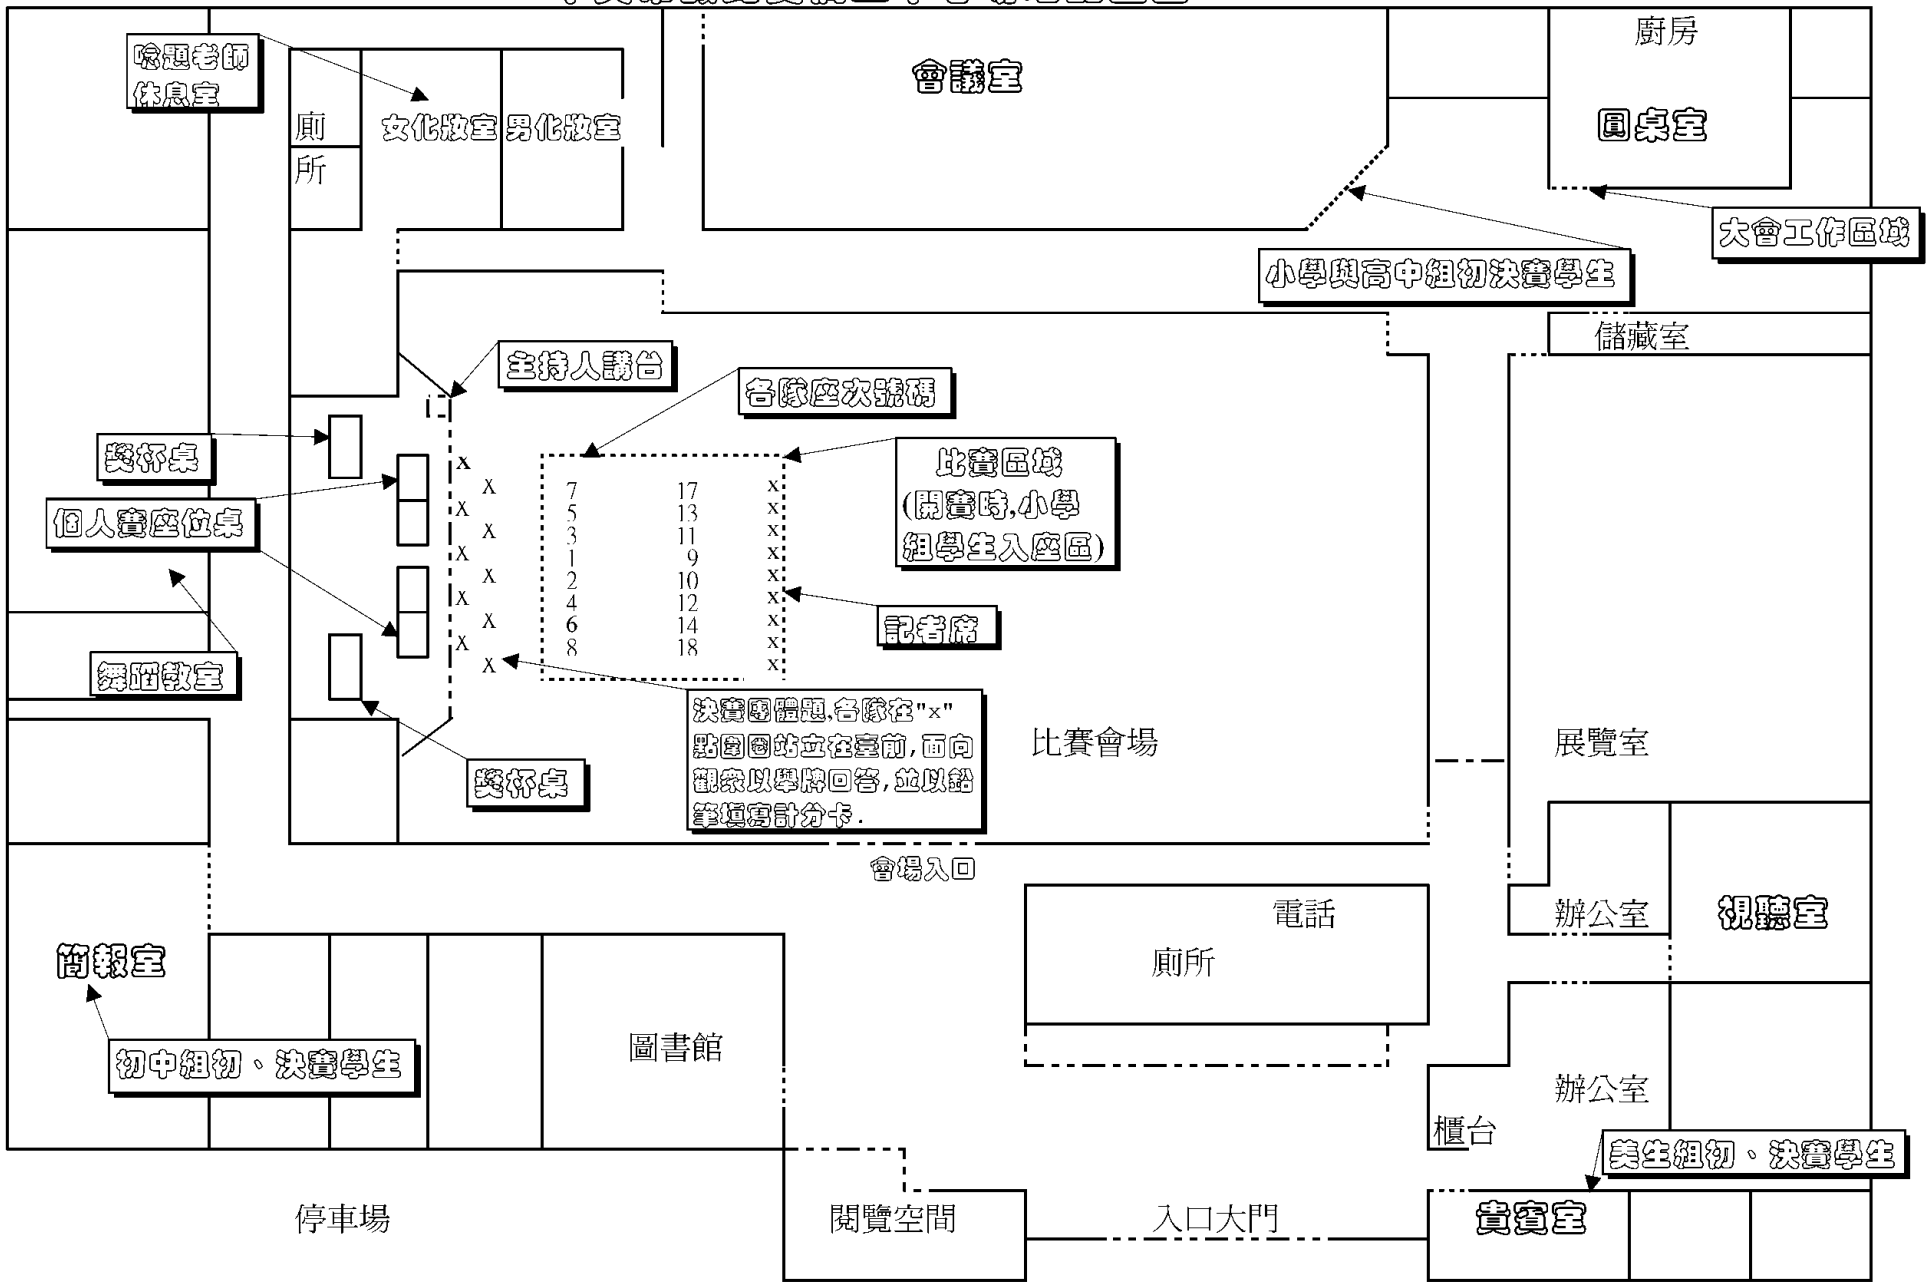 廚房
唸題老師
休息室
會議室
廁
所
女化妝室
男化妝室
圓桌室
大會工作區域
小學與高中組初決賽學生
儲藏室
主持人講台
各隊座次號碼
獎杯桌
比賽區域
(開賽時,小學
組學生入座區)
個人賽座位桌
x
X
X
X
X
X
X
X
X
X
7 17 x
5 13 x
3 11 x
1 9 x
2 10 x
4 12 x
6 14 x
8 18 x
x
記者席
舞蹈教室
決賽團體題,各隊在"x"
點圍圈站立在臺前,面向
觀眾以舉牌回答,並以鉛
筆填寫計分卡.
獎杯桌
比賽會場
展覽室
會場入口
電話
廁所
辦公室
視聽室
簡報室
初中組初、決賽學生
圖書館
辦公室
櫃台
美生組初、決賽學生
停車場
閱覽空間
入口大門
貴賓室